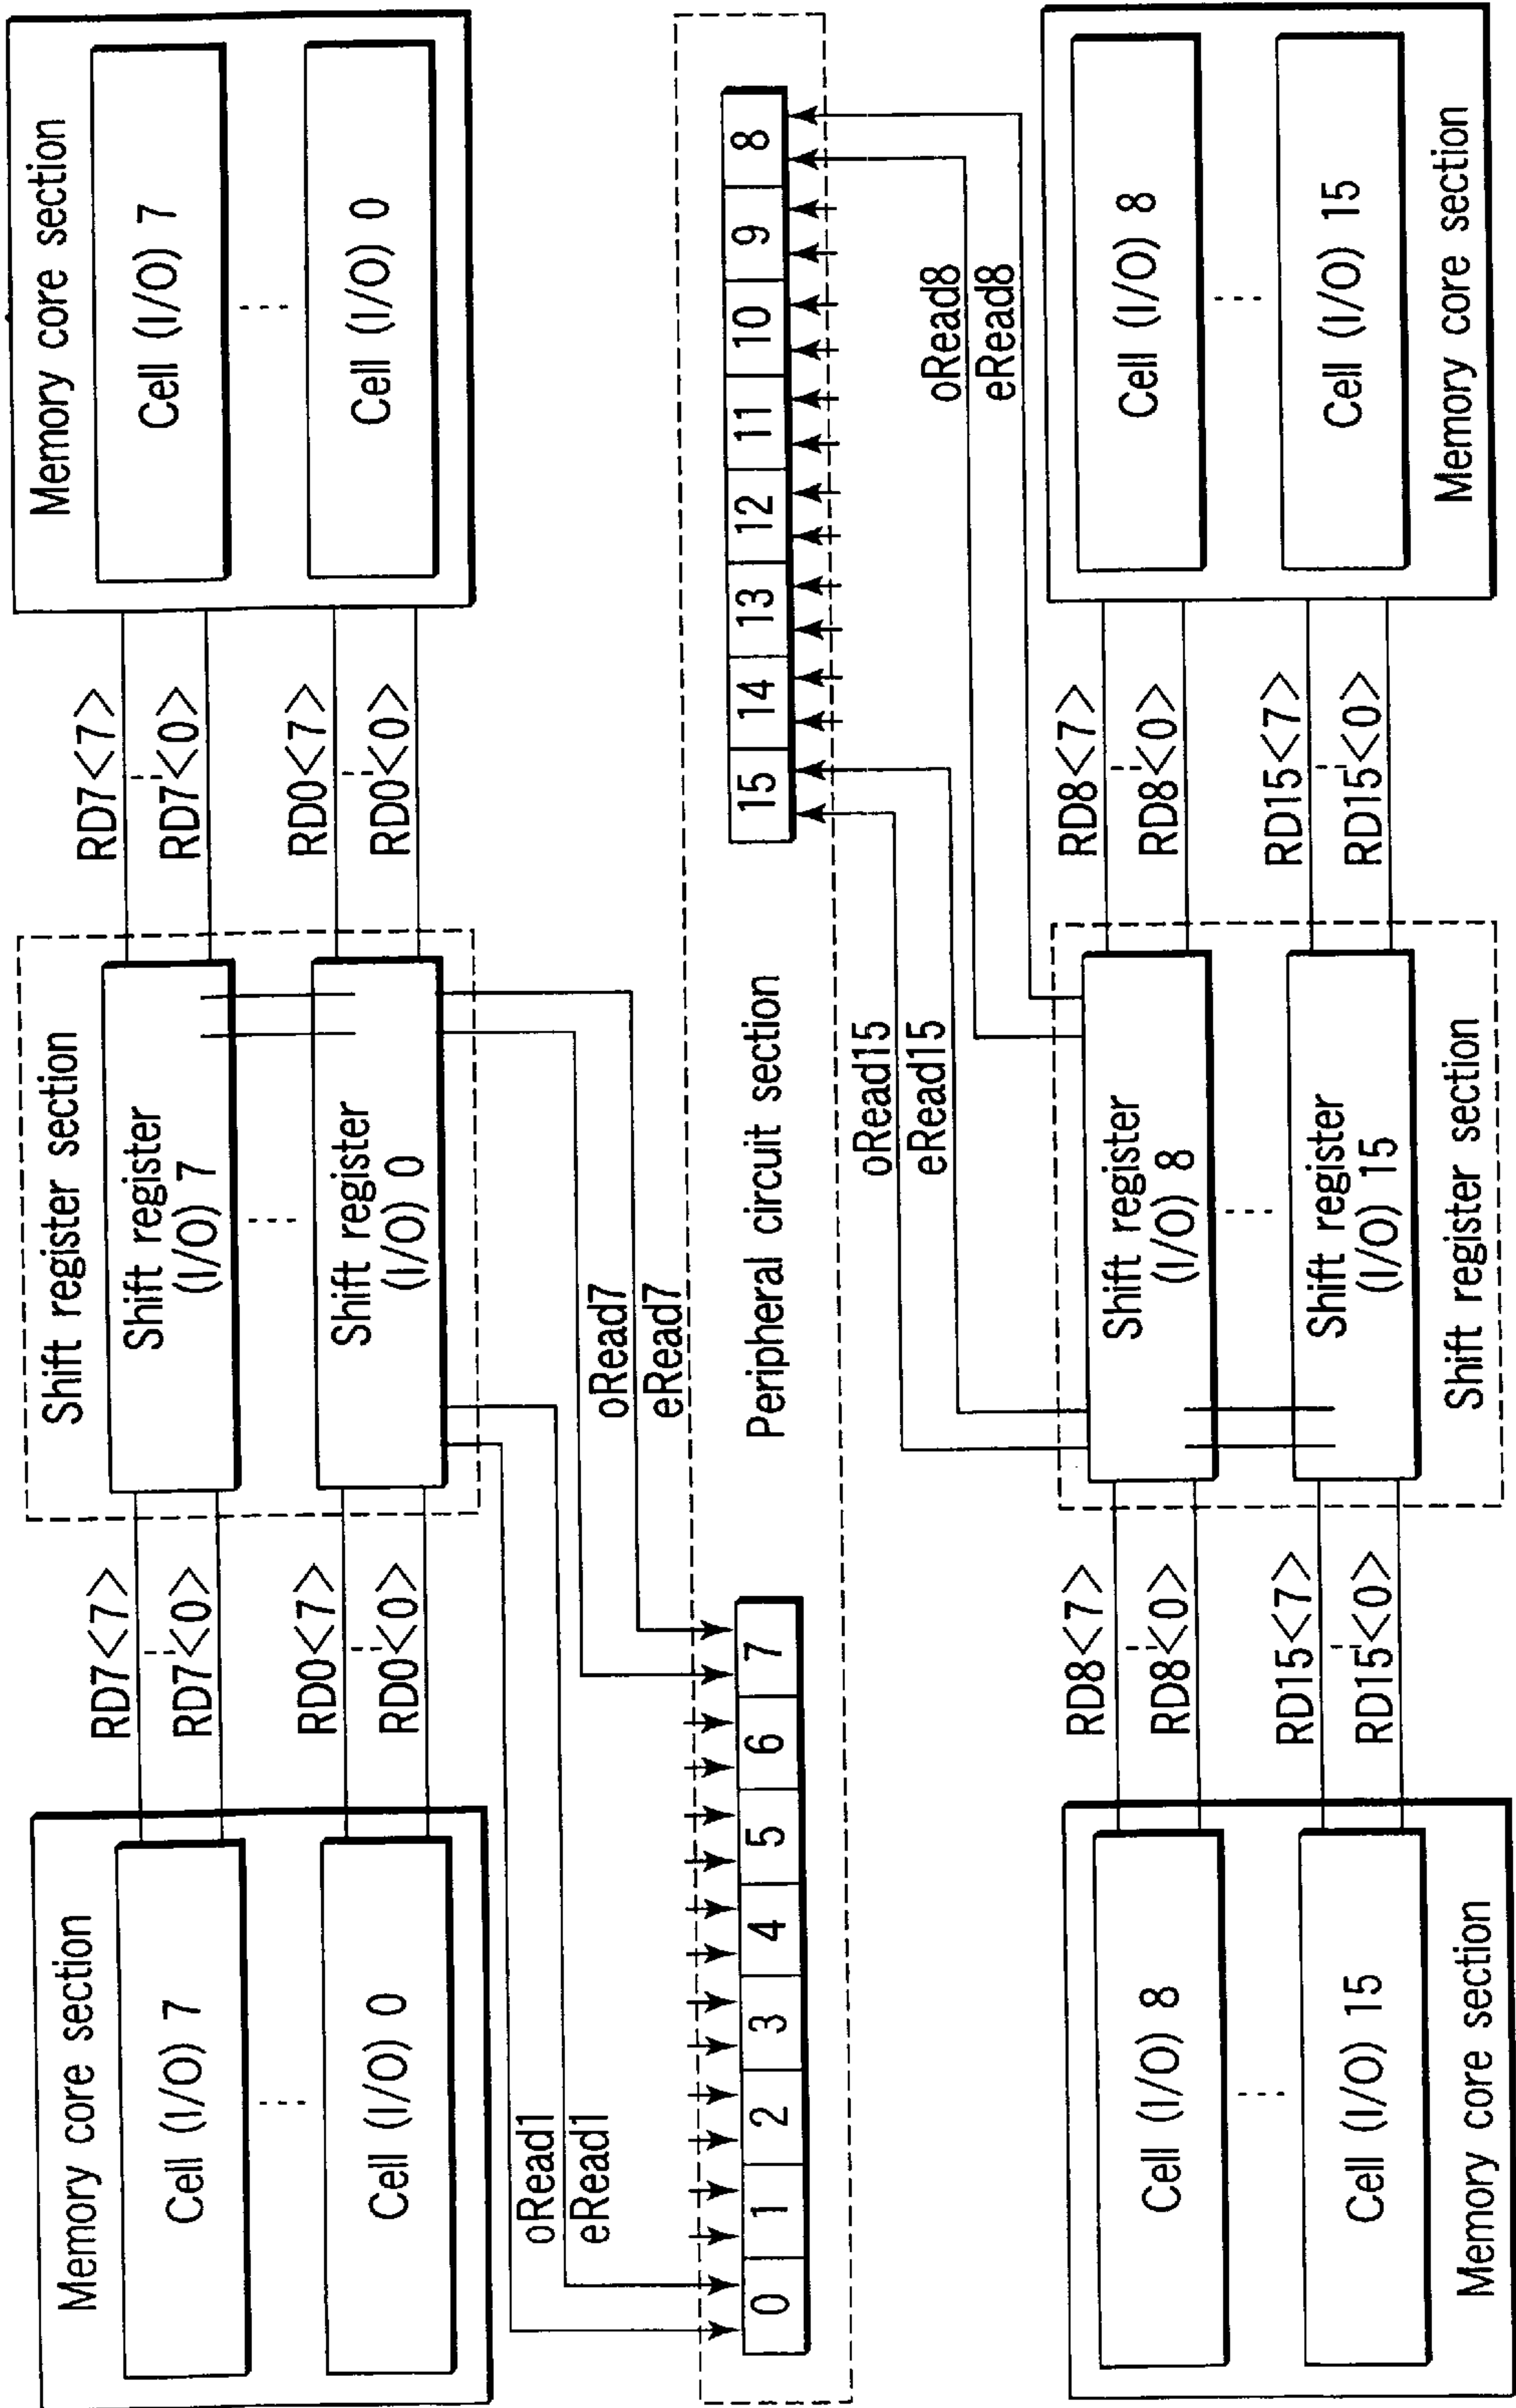 Memory core section
Cell (I/O) 7
Cell (I/O) 0
RD7<7>
RD7<0>
RD0<7>
RD0<0>
Shift register section
Shift register
(I/O) 7
Shift register
(I/O) 0
RD7<7>
RD7<0>
RD0<7>
RD0<0>
Memory core section
Cell (I/O) 7
Cell (I/O) 0
oRead1
eRead1
oRead7
eRead7
0 1 2 3 4 5 6 7
Peripheral circuit section
15 14 13 12 11 10 9 8
oRead15
eRead15
oRead8
eRead8
Cell (I/O) 8
Cell (I/O) 15
Memory core section
RD8<7>
RD8<0>
RD15<7>
RD15<0>
Shift register
(I/O) 8
Shift register
(I/O) 15
Shift register section
RD8<7>
RD8<0>
RD15<7>
RD15<0>
Cell (I/O) 8
Cell (I/O) 15
Memory core section